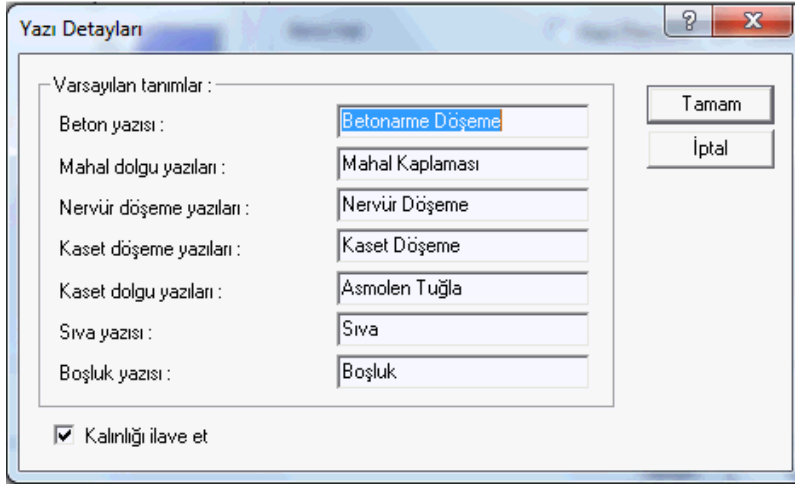 Yazı Detayları
Varsayılan tanımlar :
Beton yazısı : Betonarme Döşeme
Mahal dolgu yazıları : Mahal Kaplaması
Nervür döşeme yazıları : Nervür Döşeme
Kaset döşeme yazıları : Kaset Döşeme
Kaset dolgu yazıları : Asmolen Tuğla
Sıva yazısı : Sıva
Boşluk yazısı : Boşluk
Kalınlığı ilave et
Tamam
İptal